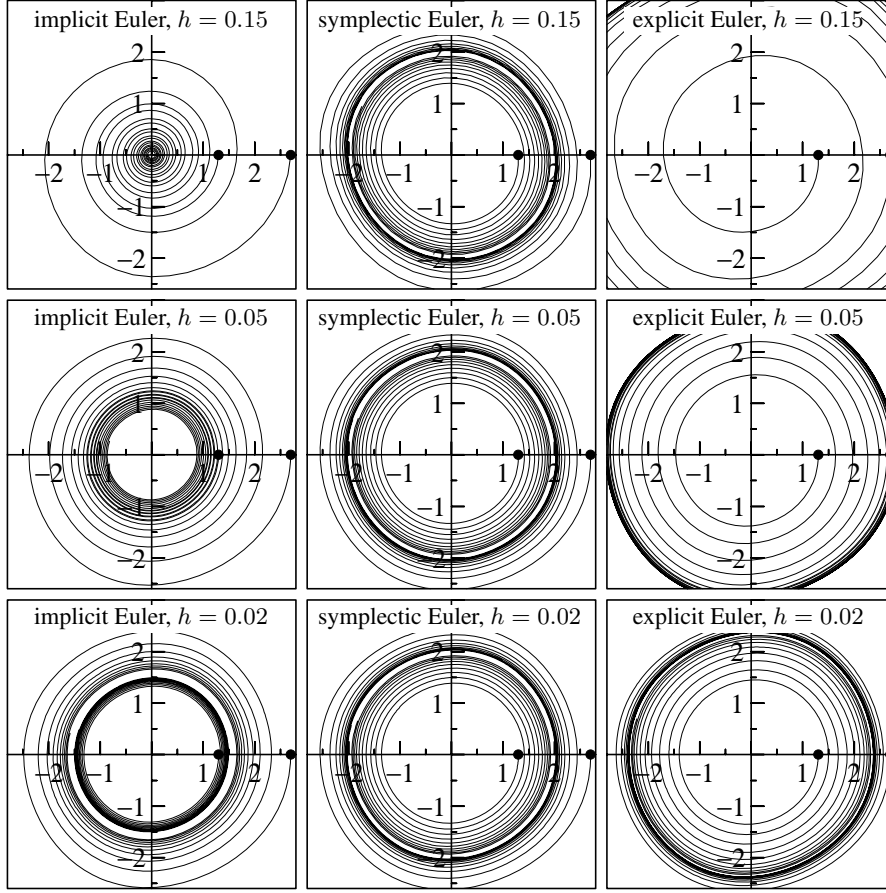 implicit Euler, h = 0.15
symplectic Euler, h = 0.15
explicit Euler, h = 0.15
2
2
2
1
1
1
−2 −1 1 2
−2 −1 1 2
−2 −1 1 2
−1
−1
−1
−2
−2
−2
implicit Euler, h = 0.05
symplectic Euler, h = 0.05
explicit Euler, h = 0.05
2
2
2
1
1
1
−2 −1 1 2
−2 −1 1 2
−2 −1 1 2
−1
−1
−1
−2
−2
−2
implicit Euler, h = 0.02
symplectic Euler, h = 0.02
explicit Euler, h = 0.02
2
2
2
1
1
1
−2 −1 1 2
−2 −1 1 2
−2 −1 1 2
−1
−1
−1
−2
−2
−2